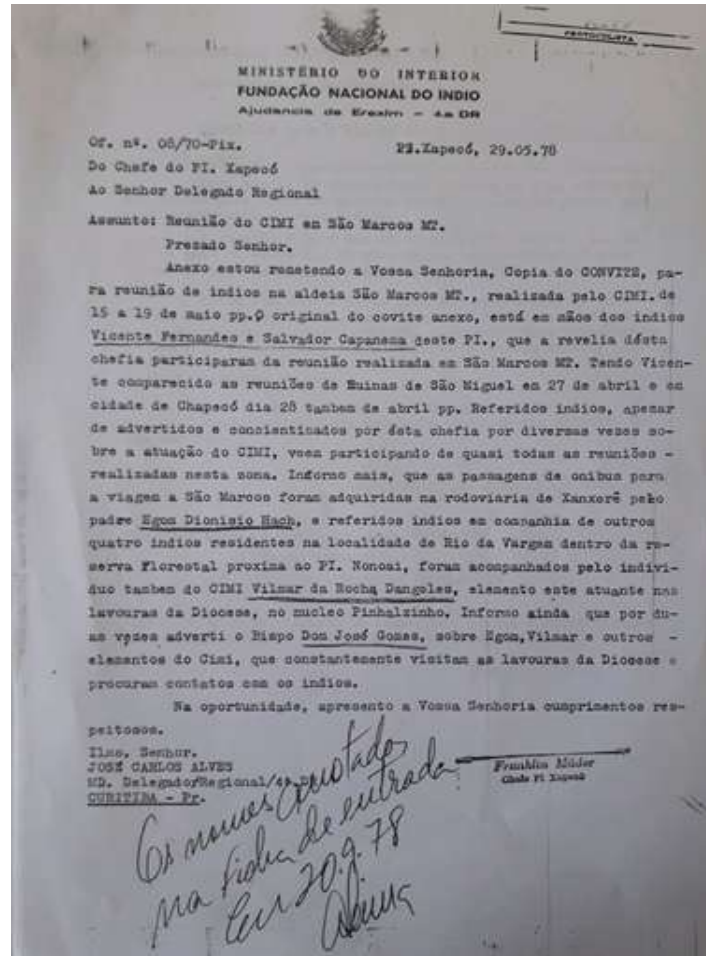 PROTOCOLISTA
MINISTÉRIO DO INTERIOR
FUNDAÇÃO NACIONAL DO INDIO
Ajudancia de Erexim - 4a DR
Of. nº. 08/70-Pix.
PI.Xapecó, 29.05.78
Do Chefe do PI. Xapecó
Ao Senhor Delegado Regional
Assunto: Reunião do CIMI em São Marcos MT.
Prezado Senhor.
Anexo estou remetendo a Vossa Senhoria, Copia do CONVITE, pa-
ra reunião de indios na aldeia São Marcos MT., realizada pelo CIMI. de
15 a 19 de maio pp.O original do covite anexo, está em mãos dos indios
Vicente Fernandes e Salvador Capanema deste PI., que a revelia désta
chefia participaram da reunião realizada em São Marcos MT. Tendo Vicen-
te comparecido as reuniões de Ruinas de São Miguel em 27 de abril e em
cidade de Chapecó dia 28 tambem de abril pp. Referidos indios, apezar
de advertidos e concientizados por ésta chefia por diversas vezes so-
bre a atuação do CIMI, veem participando de quasi todas as reuniões -
realizadas nesta zona. Informo mais, que as passagens de onibus para
a viagem a São Marcos foram adquiridas na rodoviaria de Xanxerê pelo
padre Egom Dionisio Hach, e referidos indios em companhia de outros
quatro indios residentes na localidade de Rio da Vargem dentro da re-
serva Florestal proxima ao PI. Nonoai, foram acompanhados pelo indivi-
duo tambem do CIMI Vilmar da Rocha Dangoles, elemento este atuante nas
lavouras da Diocese, no nucleo Pinhalzinho. Informo ainda que por du-
as vezes adverti o Bispo Dom José Gomes, sobre Egom,Vilmar e outros -
elementos do Cimi, que constantemente visitam as lavouras da Diocese e
procuram contatos com os indios.
Na oportunidade, apresento a Vossa Senhoria cumprimentos res-
peitosos.
Ilmo. Senhor.
JOSÉ CARLOS ALVES
MD. Delegado/Regional/4a
CURITIBA - Pr.
Franklin Mäder
Chefe PI Xapecó
Os nomes anotados
na ficha de entrada
Em 20.9.78